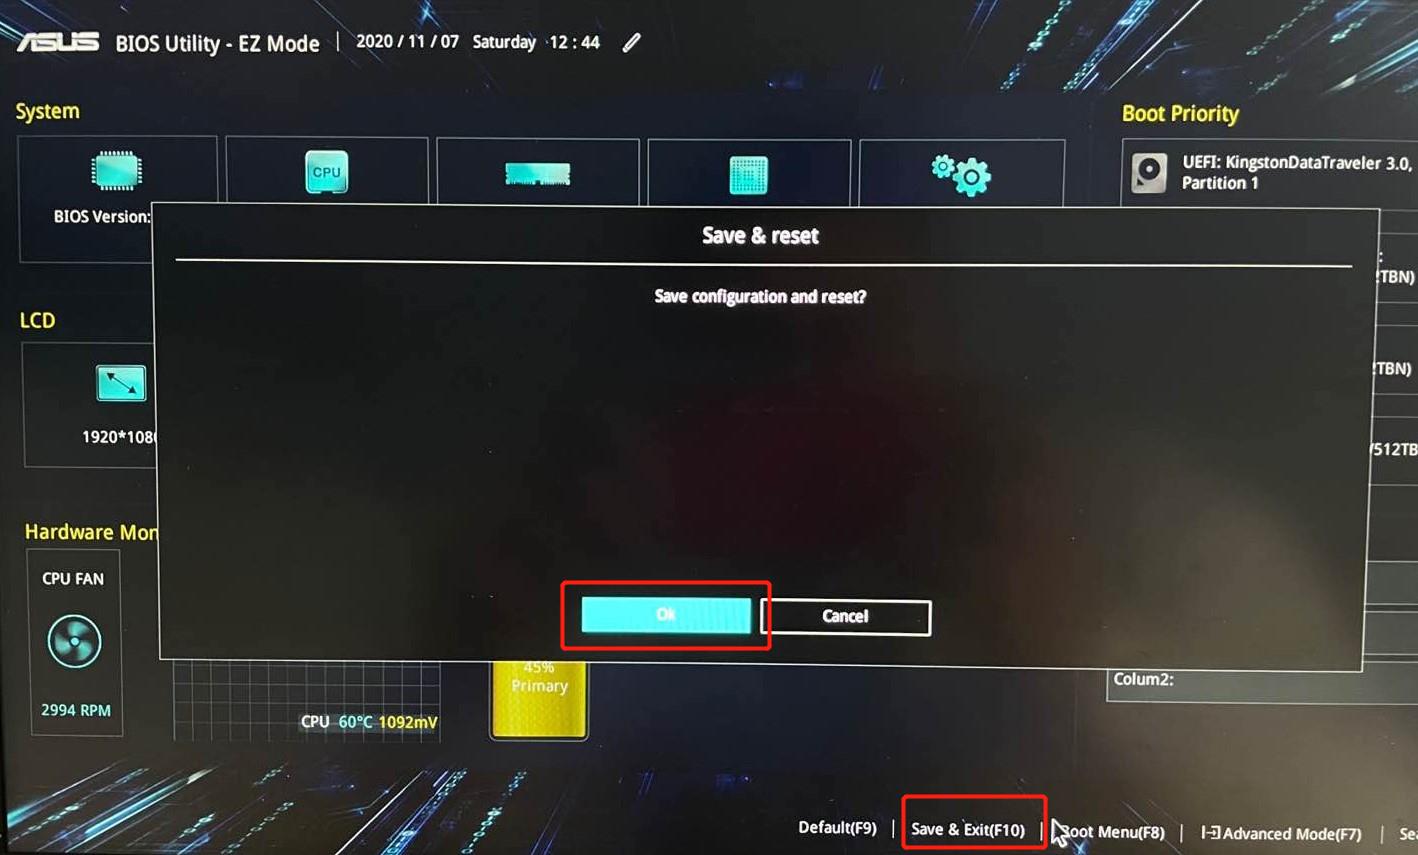 ASUS BIOS Utility - EZ Mode | 2020 / 11 / 07 Saturday 12 : 44
System
Boot Priority
CPU
UEFI: KingstonDataTraveler 3.0,
Partition 1
BIOS Version:
Save & reset
:
TBN)
Save configuration and reset?
LCD
TBN)
1920*1080
512TB
Hardware Mon
CPU FAN
Ok
Cancel
45%
Primary
Colum2:
2994 RPM
CPU 60°C 1092mV
Default(F9) | Save & Exit(F10) | Boot Menu(F8) | Advanced Mode(F7) | Sea